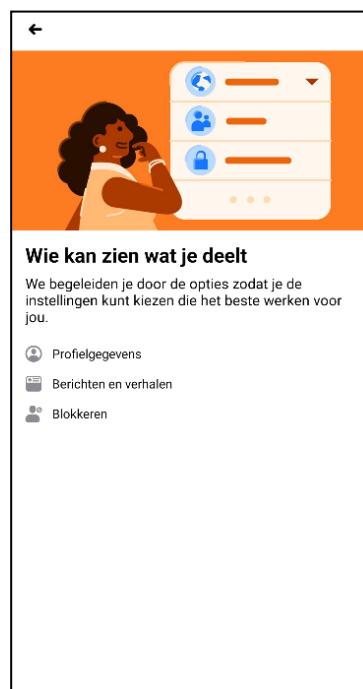 Wie kan zien wat je deelt
We begeleiden je door de opties zodat je de
instellingen kunt kiezen die het beste werken voor
jou.
Profielgegevens
Berichten en verhalen
Blokkeren